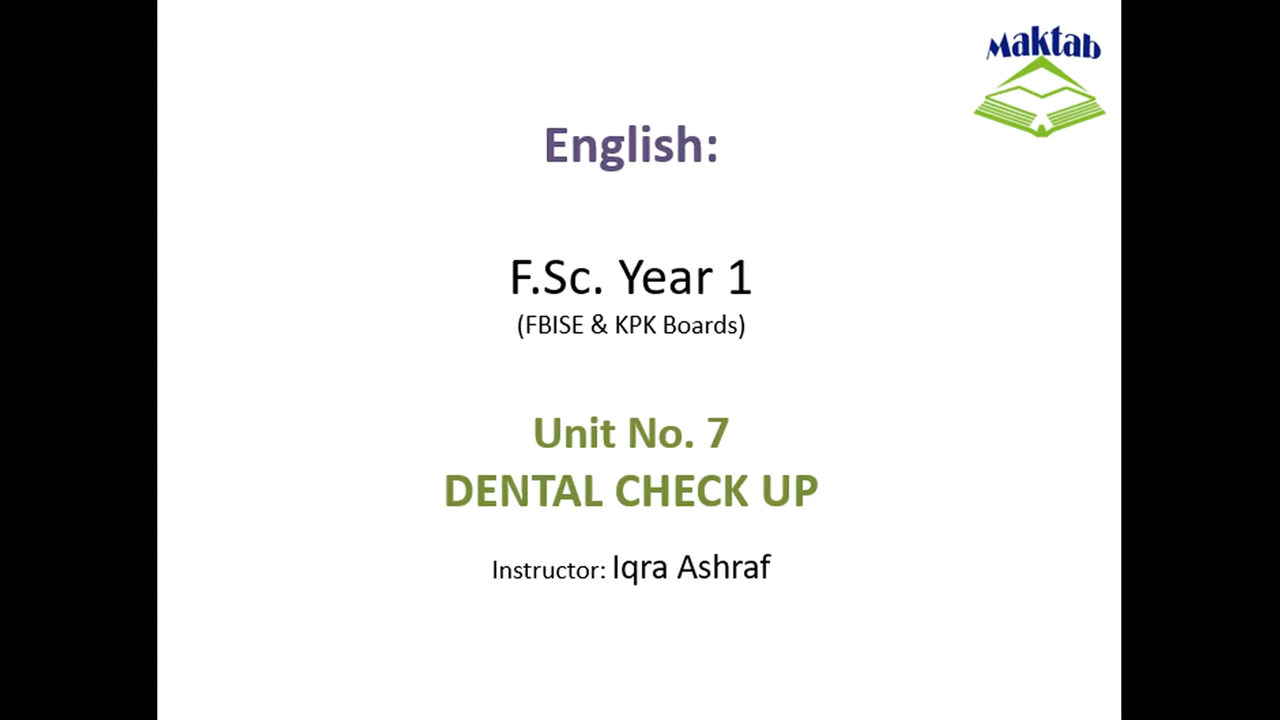 Maktab
English:
F.Sc. Year 1
(FBISE & KPK Boards)
Unit No. 7
DENTAL CHECK UP
Instructor: Iqra Ashraf